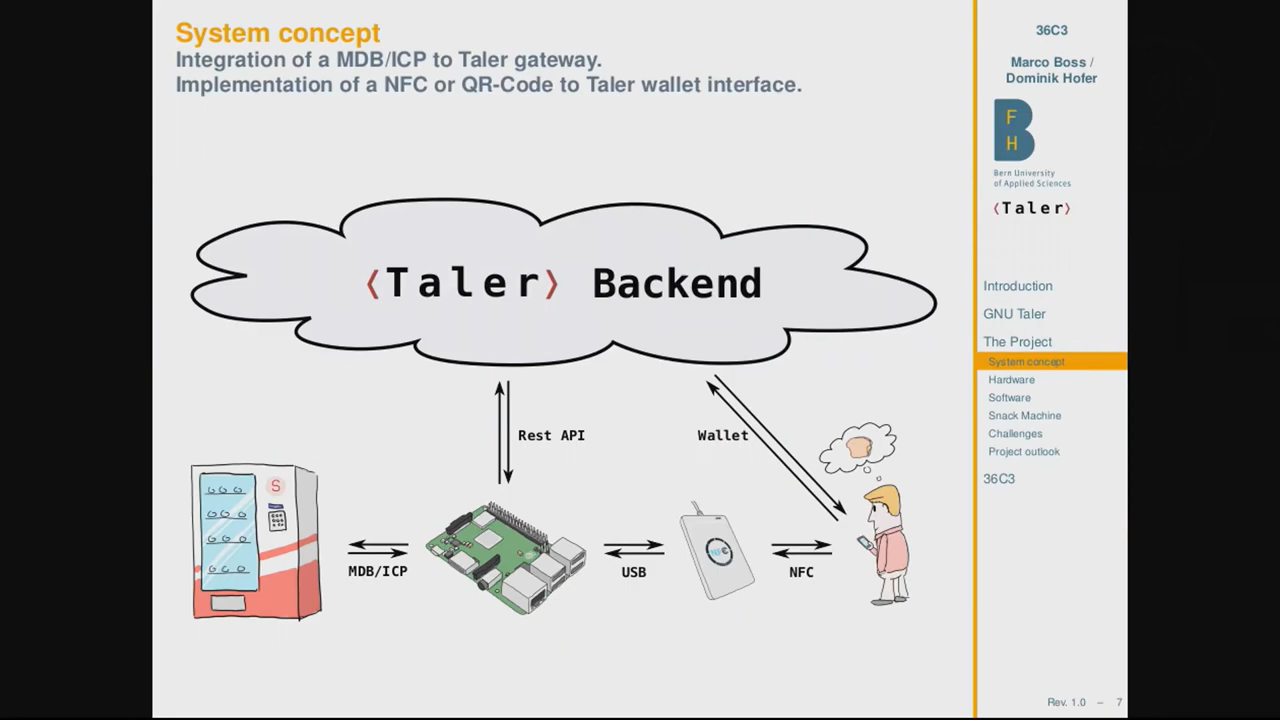 System concept
Integration of a MDB/ICP to Taler gateway.
Implementation of a NFC or QR-Code to Taler wallet interface.
⟨Taler⟩ Backend
Rest API
Wallet
S
MDB/ICP
USB
NFC
NFC
36C3
Marco Boss /
Dominik Hofer
F
H
Bern University
of Applied Sciences
⟨Taler⟩
Introduction
GNU Taler
The Project
System concept
Hardware
Software
Snack Machine
Challenges
Project outlook
36C3
Rev. 1.0 – 7